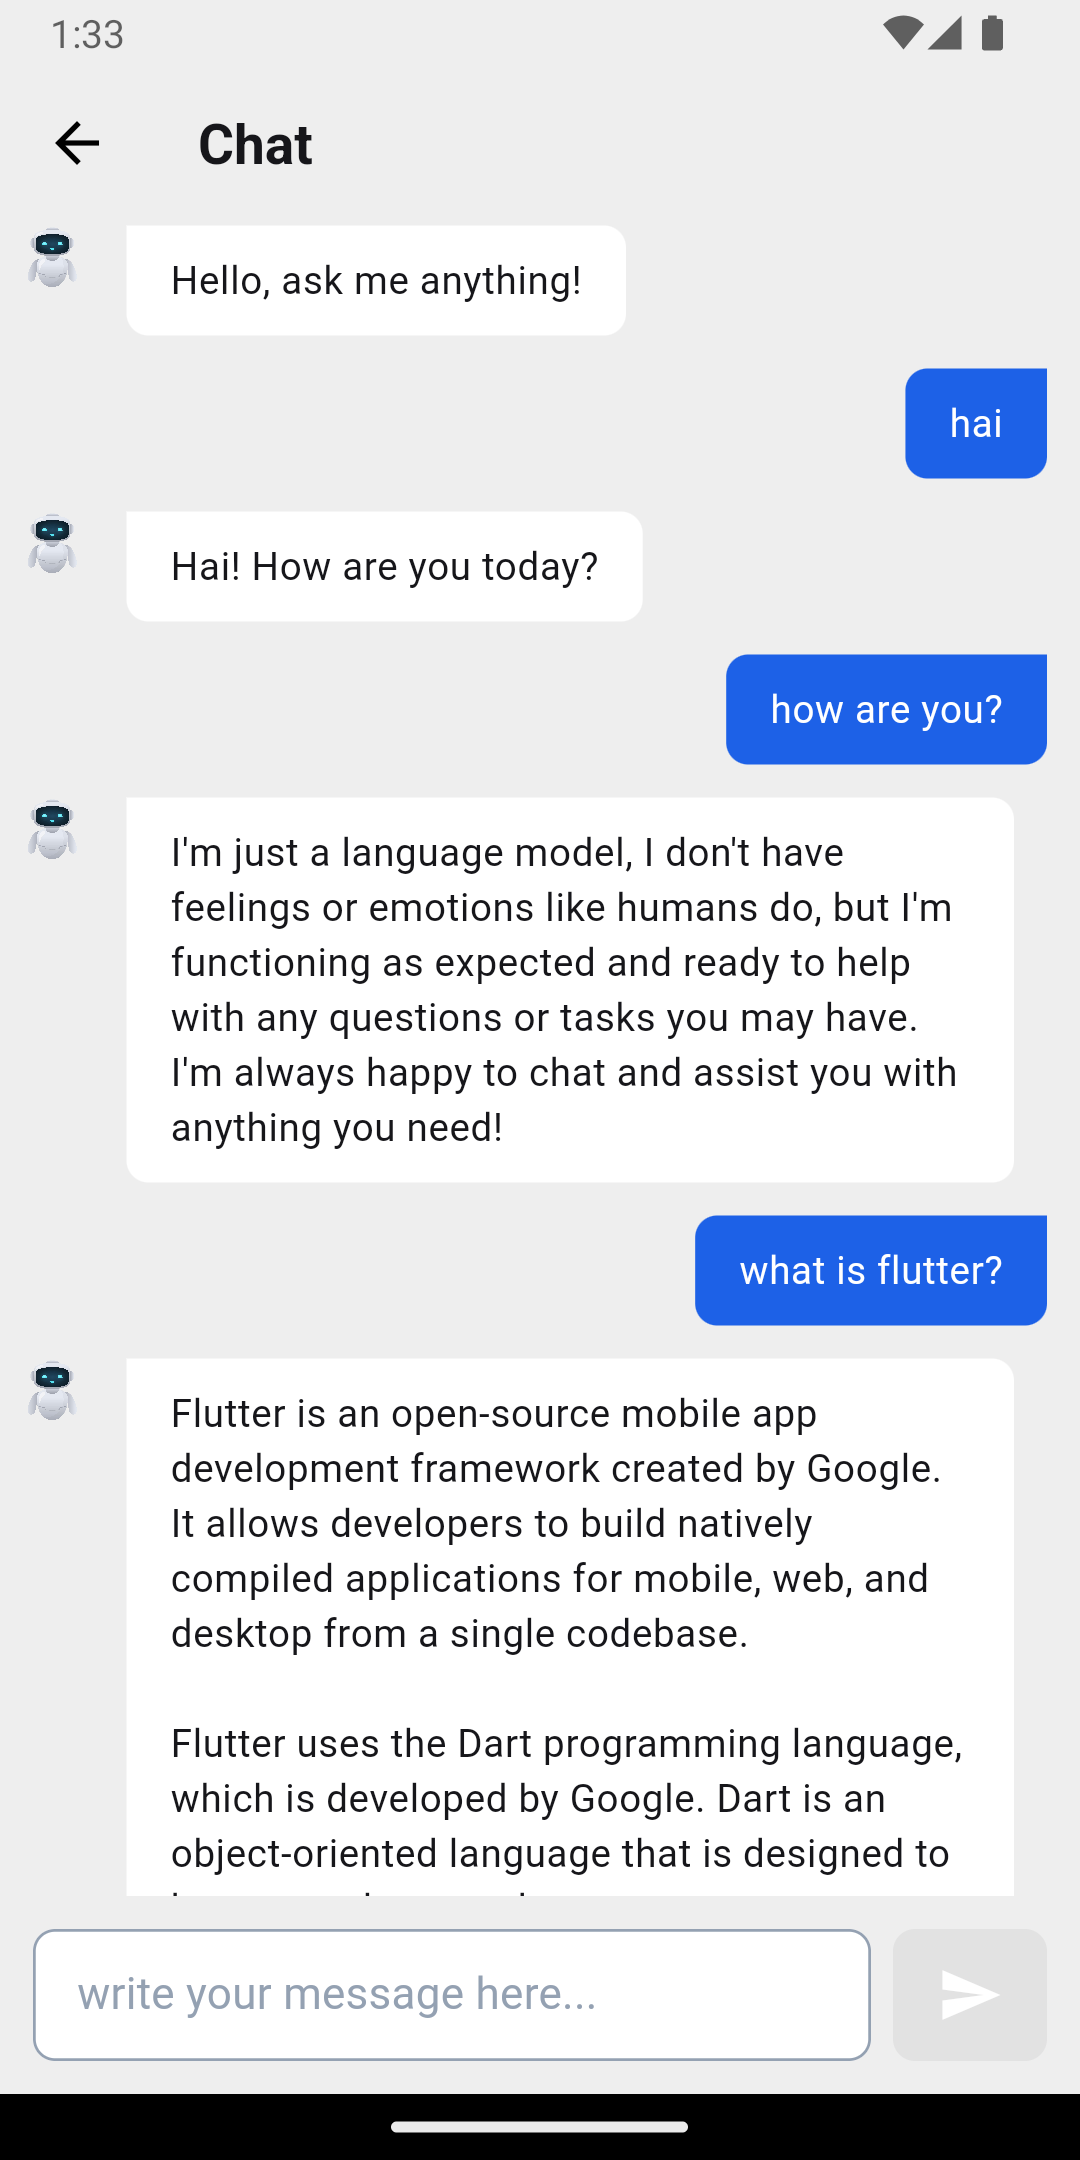 1:33
Chat
Hello, ask me anything!
hai
Hai! How are you today?
how are you?
I'm just a language model, I don't have
feelings or emotions like humans do, but I'm
functioning as expected and ready to help
with any questions or tasks you may have.
I'm always happy to chat and assist you with
anything you need!
what is flutter?
Flutter is an open-source mobile app
development framework created by Google.
It allows developers to build natively
compiled applications for mobile, web, and
desktop from a single codebase.
Flutter uses the Dart programming language,
which is developed by Google. Dart is an
object-oriented language that is designed to
write your message here...